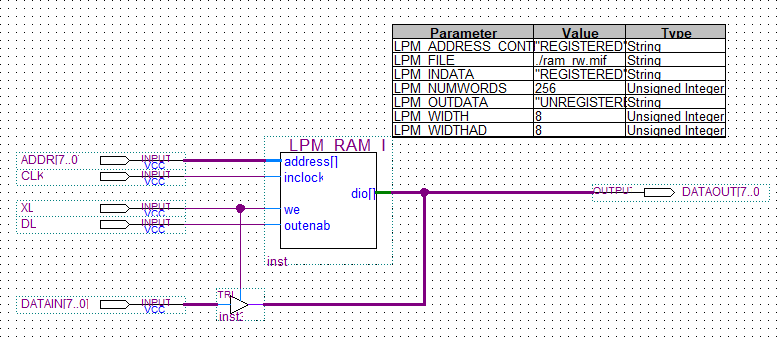 Parameter Value Type
LPM_ADDRESS_CONT "REGISTERED" String
LPM_FILE ./ram_rw.mif String
LPM_INDATA "REGISTERED" String
LPM_NUMWORDS 256 Unsigned Integer
LPM_OUTDATA "UNREGISTERE String
LPM_WIDTH 8 Unsigned Integer
LPM_WIDTHAD 8 Unsigned Integer
LPM_RAM_I
ADDR[7..0] INPUT VCC address[]
CLK INPUT VCC inclock
dio[] OUTPU DATAOUT[7..0
XL INPUT VCC we
DL INPUT VCC outenab
inst
TRI
DATAIN[7..0] INPUT VCC
inst